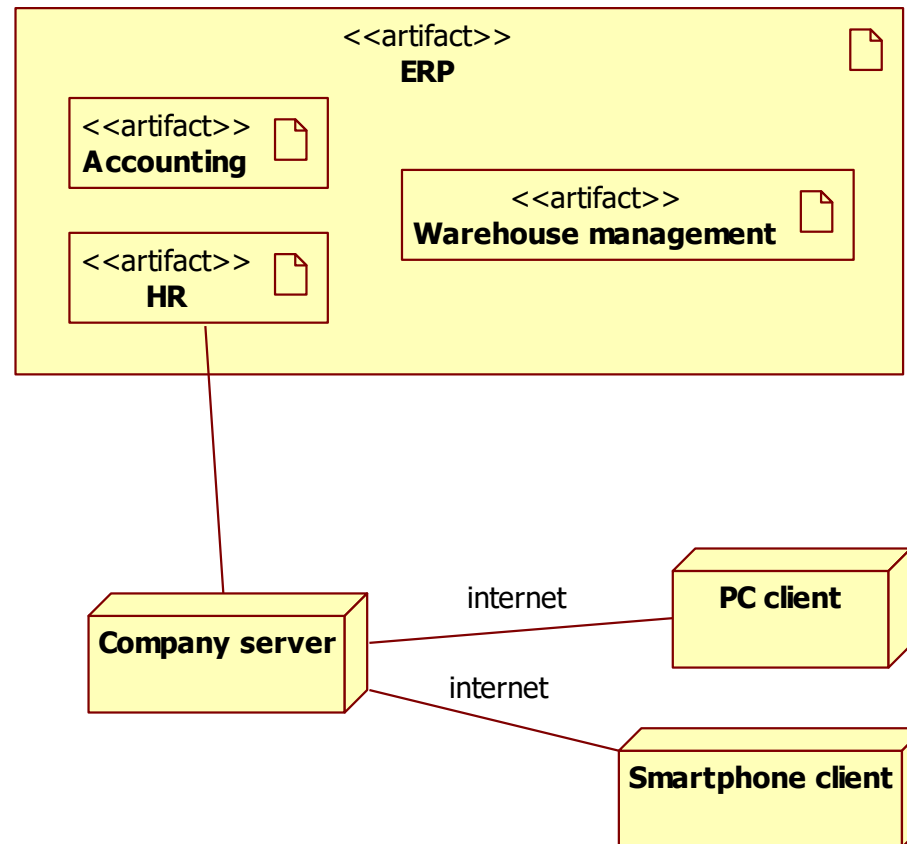 <<artifact>>
ERP
<<artifact>>
Accounting
<<artifact>>
Warehouse management
<<artifact>>
HR
Company server
internet
PC client
internet
Smartphone client